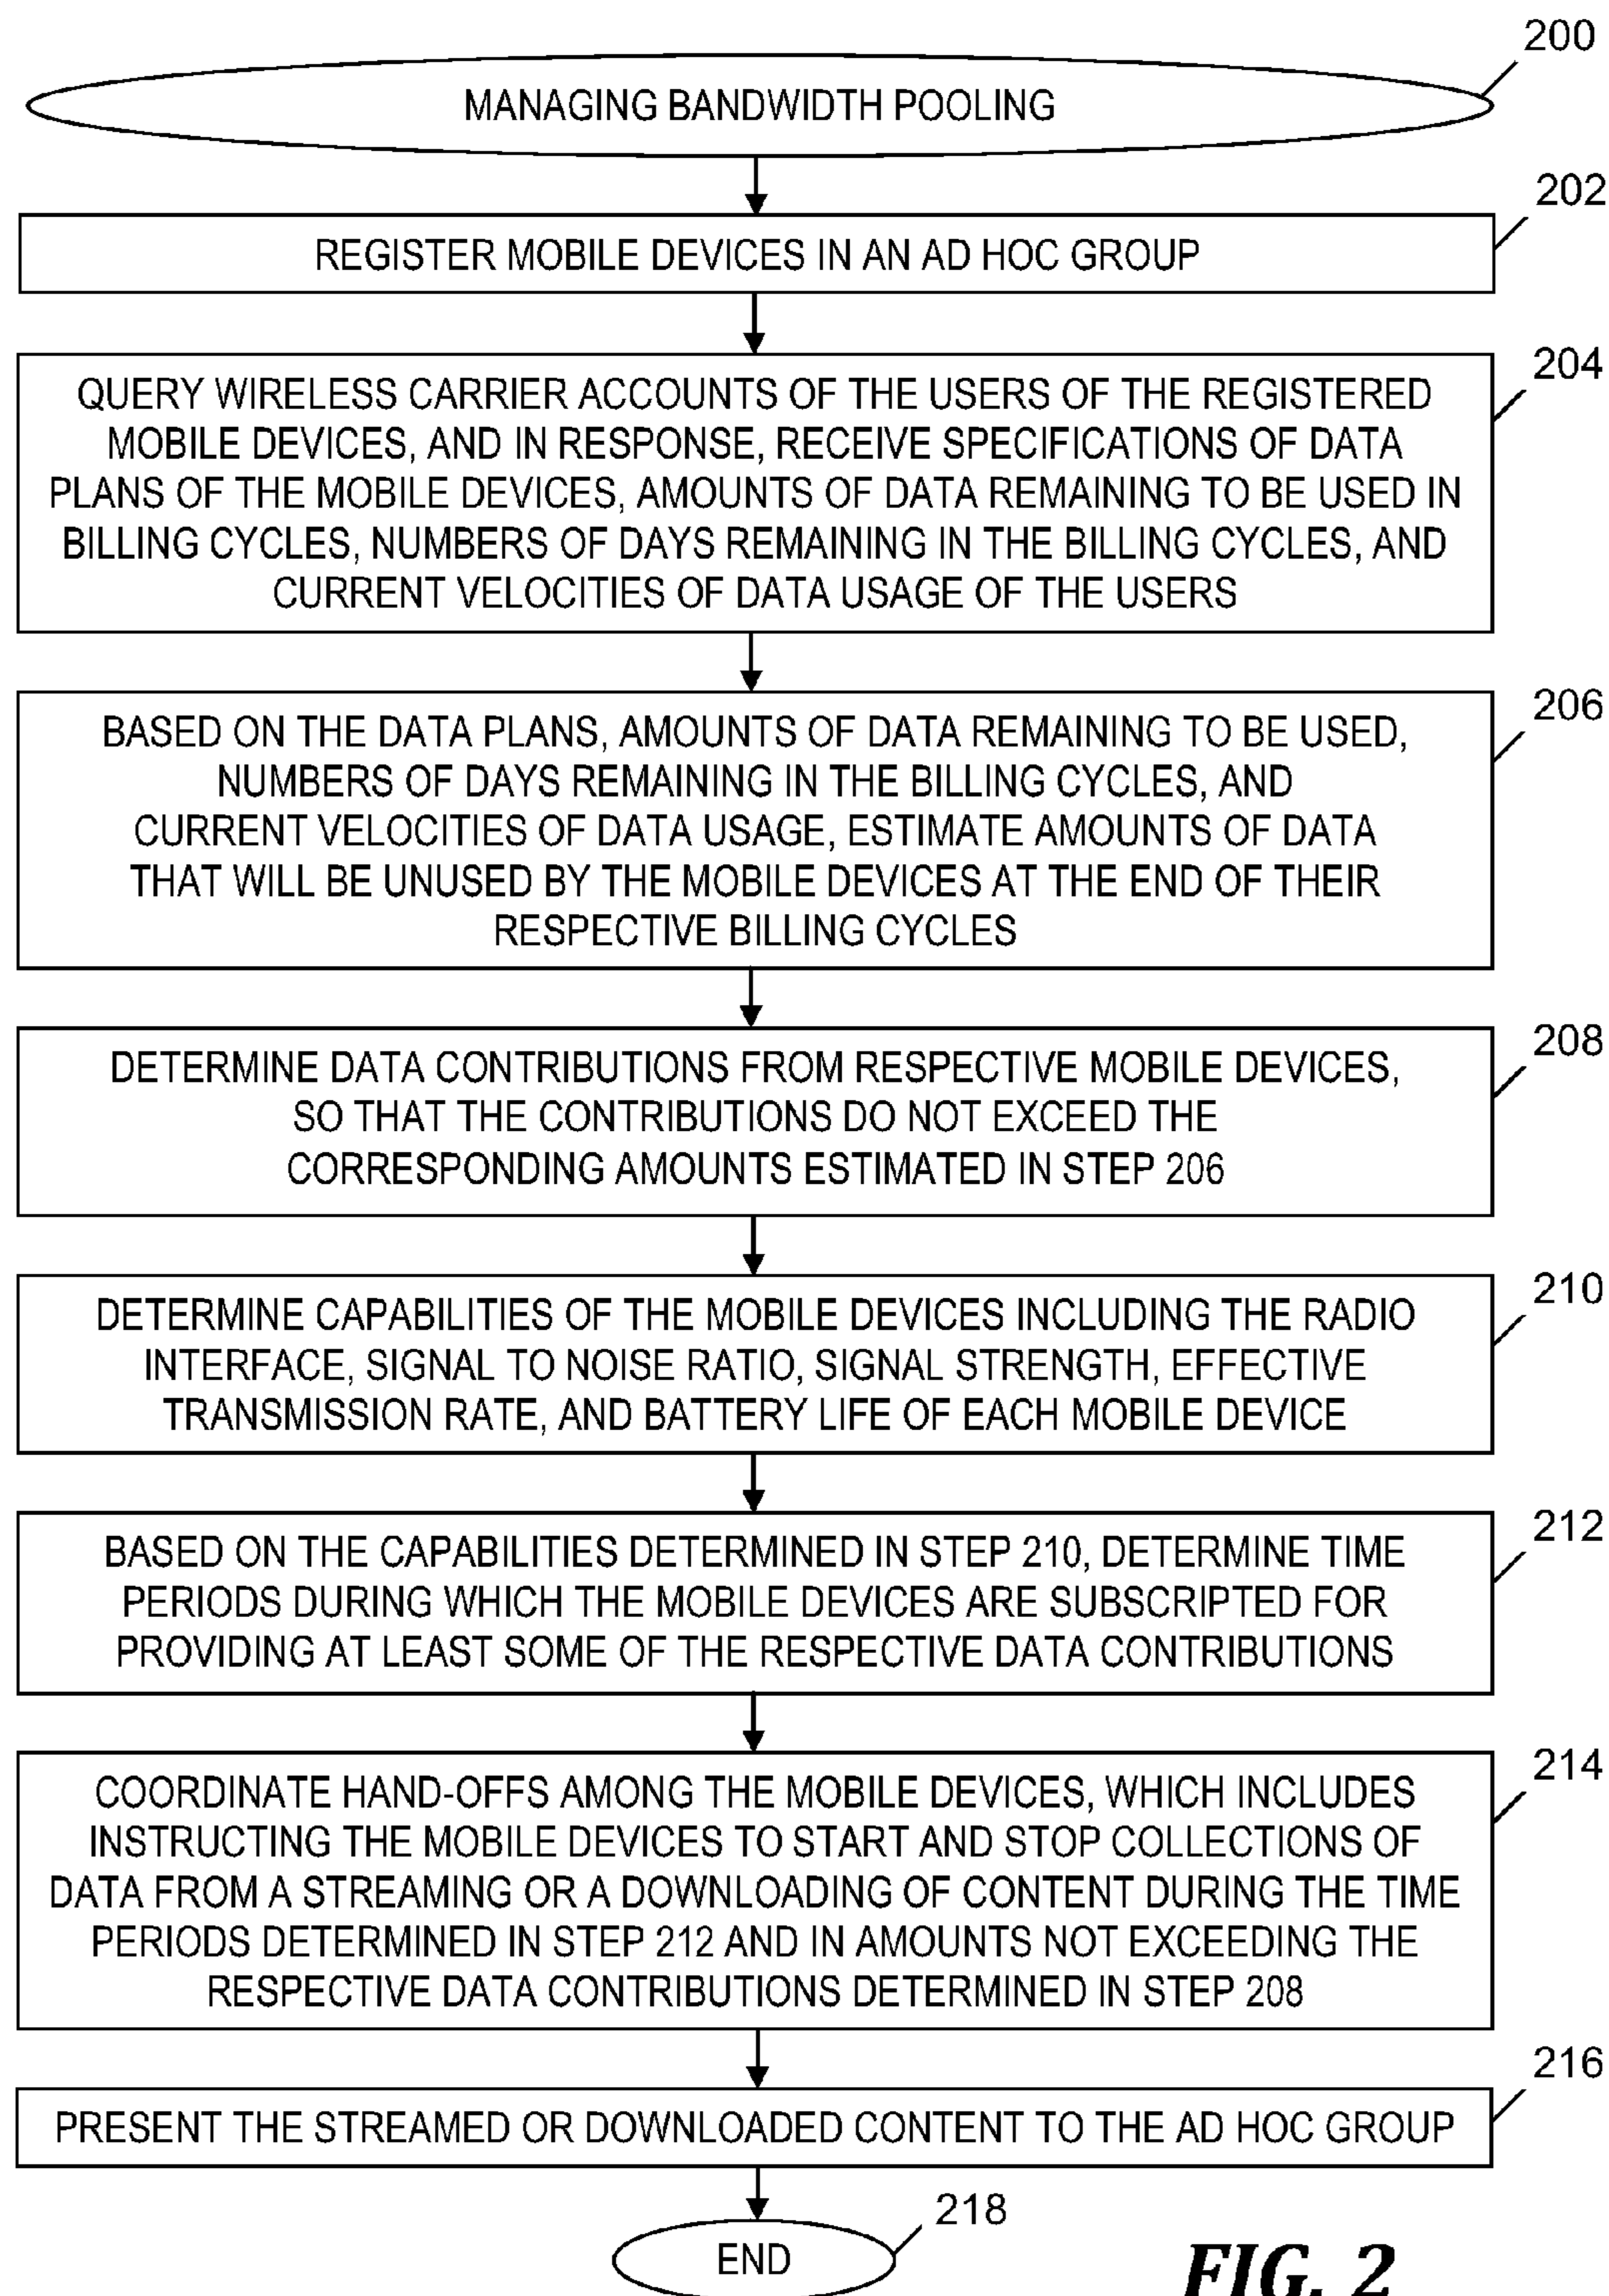 200
MANAGING BANDWIDTH POOLING
202
REGISTER MOBILE DEVICES IN AN AD HOC GROUP
204
QUERY WIRELESS CARRIER ACCOUNTS OF THE USERS OF THE REGISTERED
MOBILE DEVICES, AND IN RESPONSE, RECEIVE SPECIFICATIONS OF DATA
PLANS OF THE MOBILE DEVICES, AMOUNTS OF DATA REMAINING TO BE USED IN
BILLING CYCLES, NUMBERS OF DAYS REMAINING IN THE BILLING CYCLES, AND
CURRENT VELOCITIES OF DATA USAGE OF THE USERS
206
BASED ON THE DATA PLANS, AMOUNTS OF DATA REMAINING TO BE USED,
NUMBERS OF DAYS REMAINING IN THE BILLING CYCLES, AND
CURRENT VELOCITIES OF DATA USAGE, ESTIMATE AMOUNTS OF DATA
THAT WILL BE UNUSED BY THE MOBILE DEVICES AT THE END OF THEIR
RESPECTIVE BILLING CYCLES
208
DETERMINE DATA CONTRIBUTIONS FROM RESPECTIVE MOBILE DEVICES,
SO THAT THE CONTRIBUTIONS DO NOT EXCEED THE
CORRESPONDING AMOUNTS ESTIMATED IN STEP 206
210
DETERMINE CAPABILITIES OF THE MOBILE DEVICES INCLUDING THE RADIO
INTERFACE, SIGNAL TO NOISE RATIO, SIGNAL STRENGTH, EFFECTIVE
TRANSMISSION RATE, AND BATTERY LIFE OF EACH MOBILE DEVICE
212
BASED ON THE CAPABILITIES DETERMINED IN STEP 210, DETERMINE TIME
PERIODS DURING WHICH THE MOBILE DEVICES ARE SUBSCRIPTED FOR
PROVIDING AT LEAST SOME OF THE RESPECTIVE DATA CONTRIBUTIONS
214
COORDINATE HAND-OFFS AMONG THE MOBILE DEVICES, WHICH INCLUDES
INSTRUCTING THE MOBILE DEVICES TO START AND STOP COLLECTIONS OF
DATA FROM A STREAMING OR A DOWNLOADING OF CONTENT DURING THE TIME
PERIODS DETERMINED IN STEP 212 AND IN AMOUNTS NOT EXCEEDING THE
RESPECTIVE DATA CONTRIBUTIONS DETERMINED IN STEP 208
216
PRESENT THE STREAMED OR DOWNLOADED CONTENT TO THE AD HOC GROUP
218
END
FIG. 2